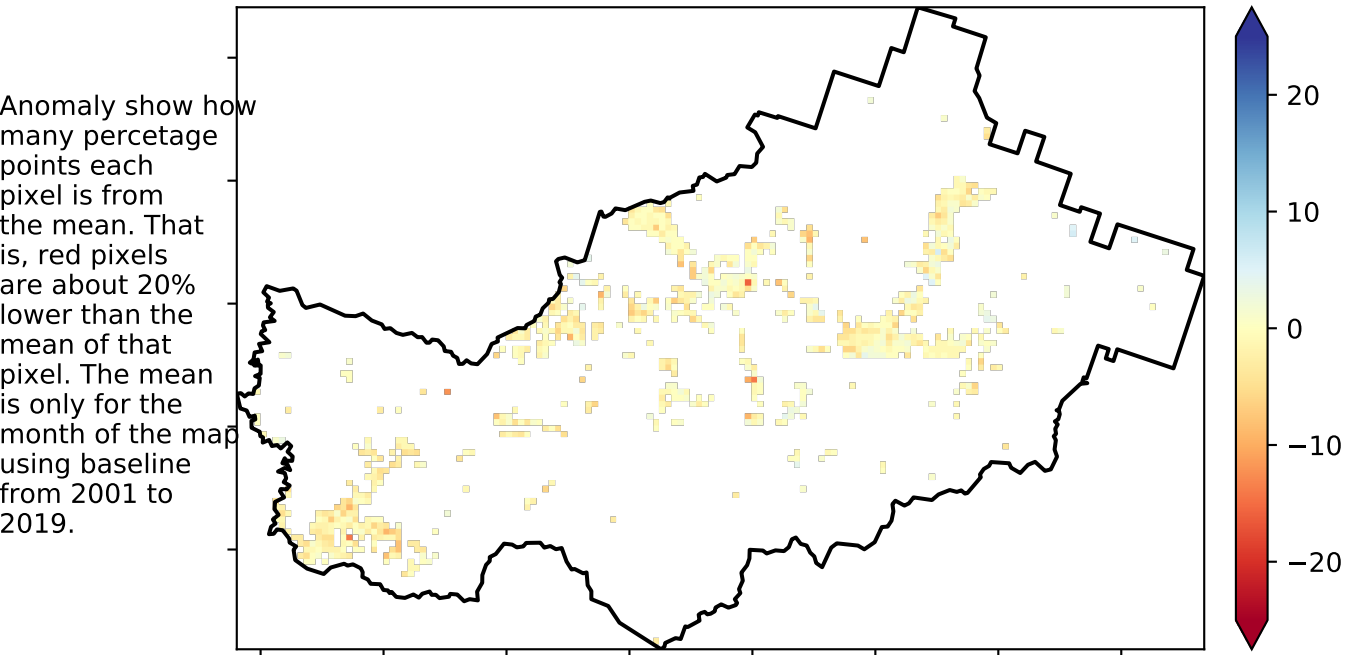 Anomaly show how
many percetage
points each
pixel is from
the mean. That
is, red pixels
are about 20%
lower than the
mean of that
pixel. The mean
is only for the
month of the map
using baseline
from 2001 to
2019.
20
10
0
−10
−20